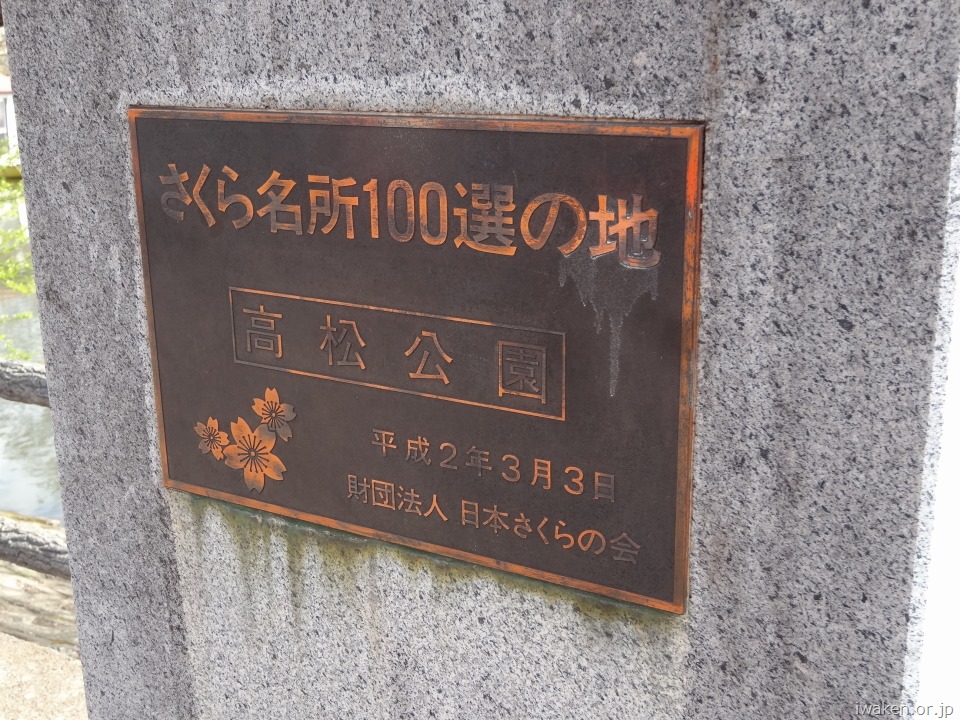 さくら名所100選の地
高松公園
平成2年3月3日
財団法人 日本さくらの会
iwaken.or.jp